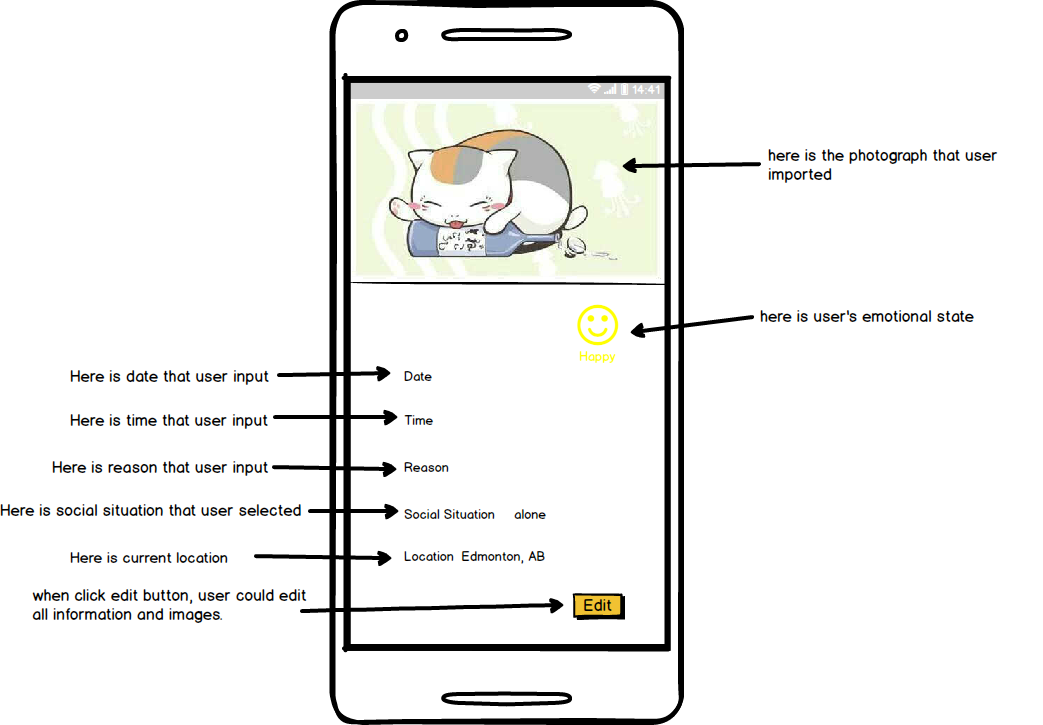 14:41
here is the photograph that user
imported
here is user's emotional state
Happy
Here is date that user input
Date
Here is time that user input
Time
Here is reason that user input
Reason
Here is social situation that user selected
Social Situation alone
Here is current location
Location Edmonton, AB
when click edit button, user could edit
all information and images.
Edit